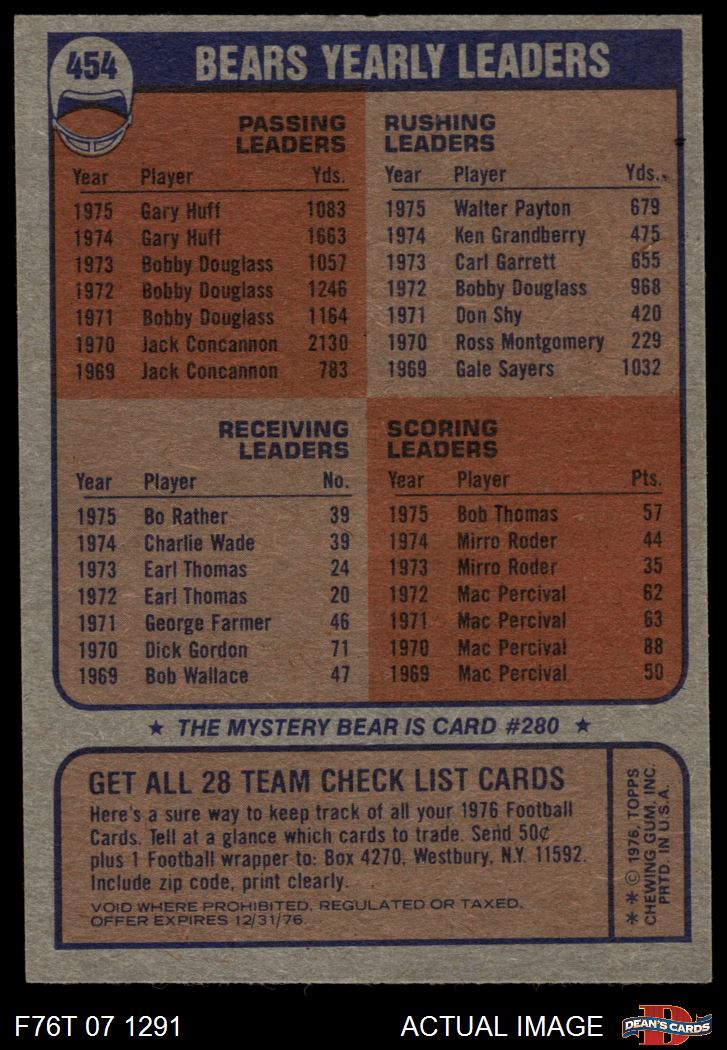 454
BEARS YEARLY LEADERS
PASSING
LEADERS
Year Player Yds.
1975 Gary Huff 1083
1974 Gary Huff 1663
1973 Bobby Douglass 1057
1972 Bobby Douglass 1246
1971 Bobby Douglass 1164
1970 Jack Concannon 2130
1969 Jack Concannon 783
RUSHING
LEADERS
Year Player Yds.
1975 Walter Payton 679
1974 Ken Grandberry 475
1973 Carl Garrett 655
1972 Bobby Douglass 968
1971 Don Shy 420
1970 Ross Montgomery 229
1969 Gale Sayers 1032
RECEIVING
LEADERS
Year Player No.
1975 Bo Rather 39
1974 Charlie Wade 39
1973 Earl Thomas 24
1972 Earl Thomas 20
1971 George Farmer 46
1970 Dick Gordon 71
1969 Bob Wallace 47
SCORING
LEADERS
Year Player Pts.
1975 Bob Thomas 57
1974 Mirro Roder 44
1973 Mirro Roder 35
1972 Mac Percival 62
1971 Mac Percival 63
1970 Mac Percival 88
1969 Mac Percival 50
★ THE MYSTERY BEAR IS CARD #280 ★
GET ALL 28 TEAM CHECK LIST CARDS
Here's a sure way to keep track of all your 1976 Football
Cards. Tell at a glance which cards to trade. Send 50¢
plus 1 Football wrapper to: Box 4270, Westbury, N.Y. 11592.
Include zip code, print clearly.
VOID WHERE PROHIBITED, REGULATED OR TAXED.
OFFER EXPIRES 12/31/76.
** © 1976, TOPPS
CHEWING GUM, INC.
PRTD. IN U.S.A.
F76T 07 1291
ACTUAL IMAGE
D
DEAN'S CARDS